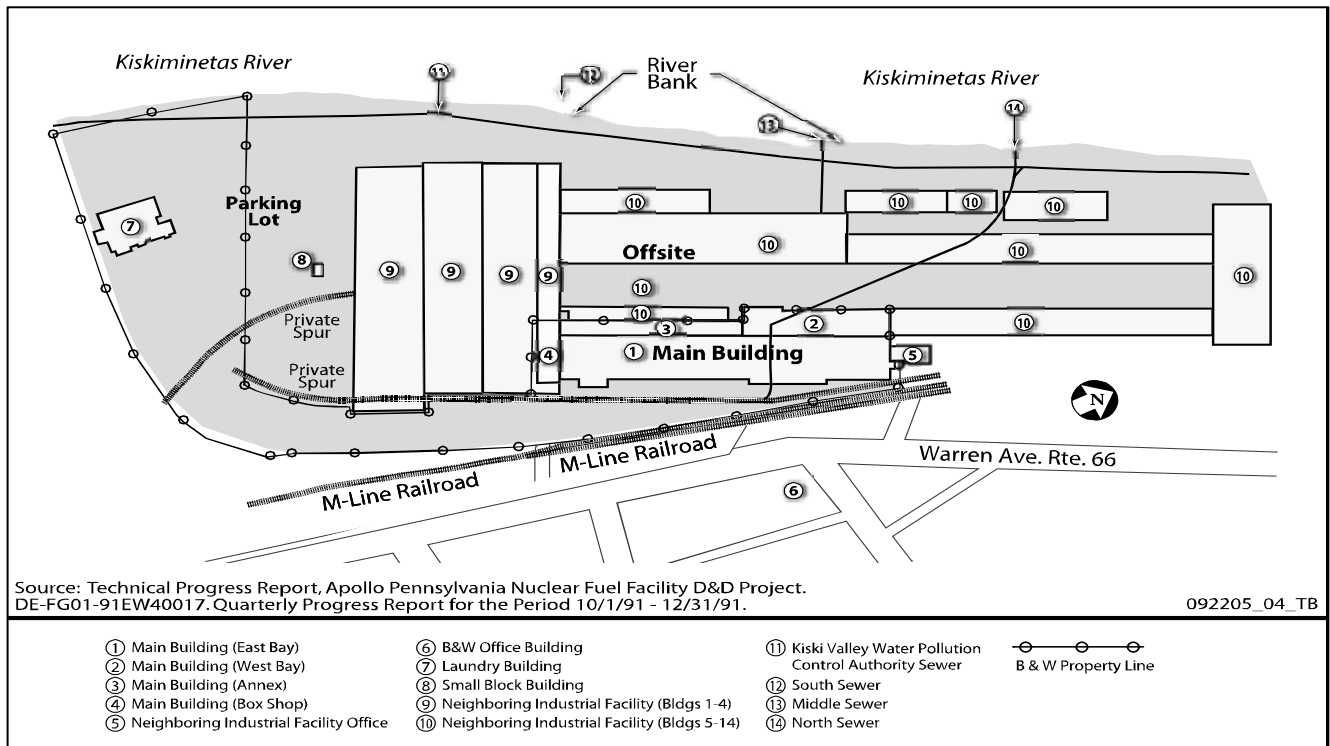 Kiskiminetas River
11
12
River
Bank
Kiskiminetas River
13
14
Parking
Lot
7
8
9
9
9
9
10
10
10
10
Offsite
10
10
10
10
10
3
2
10
Private
Spur
Private
Spur
4
1
Main Building
5
N
M-Line Railroad
M-Line Railroad
Warren Ave. Rte. 66
6
Source: Technical Progress Report, Apollo Pennsylvania Nuclear Fuel Facility D&D Project.
DE-FG01-91EW40017. Quarterly Progress Report for the Period 10/1/91 - 12/31/91.
092205_04_TB
1 Main Building (East Bay)
2 Main Building (West Bay)
3 Main Building (Annex)
4 Main Building (Box Shop)
5 Neighboring Industrial Facility Office
6 B&W Office Building
7 Laundry Building
8 Small Block Building
9 Neighboring Industrial Facility (Bldgs 1-4)
10 Neighboring Industrial Facility (Bldgs 5-14)
11 Kiski Valley Water Pollution
Control Authority Sewer
12 South Sewer
13 Middle Sewer
14 North Sewer
B & W Property Line